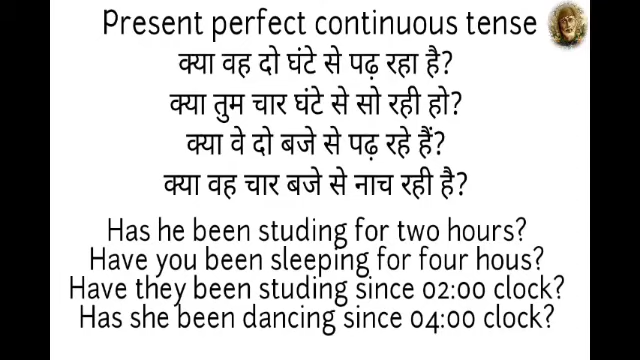 Present perfect continuous tense
क्या वह दो घंटे से पढ़ रहा है?
क्या तुम चार घंटे से सो रही हो?
क्या वे दो बजे से पढ़ रहे हैं?
क्या वह चार बजे से नाच रही है?
Has he been studing for two hours?
Have you been sleeping for four hous?
Have they been studing since 02:00 clock?
Has she been dancing since 04:00 clock?